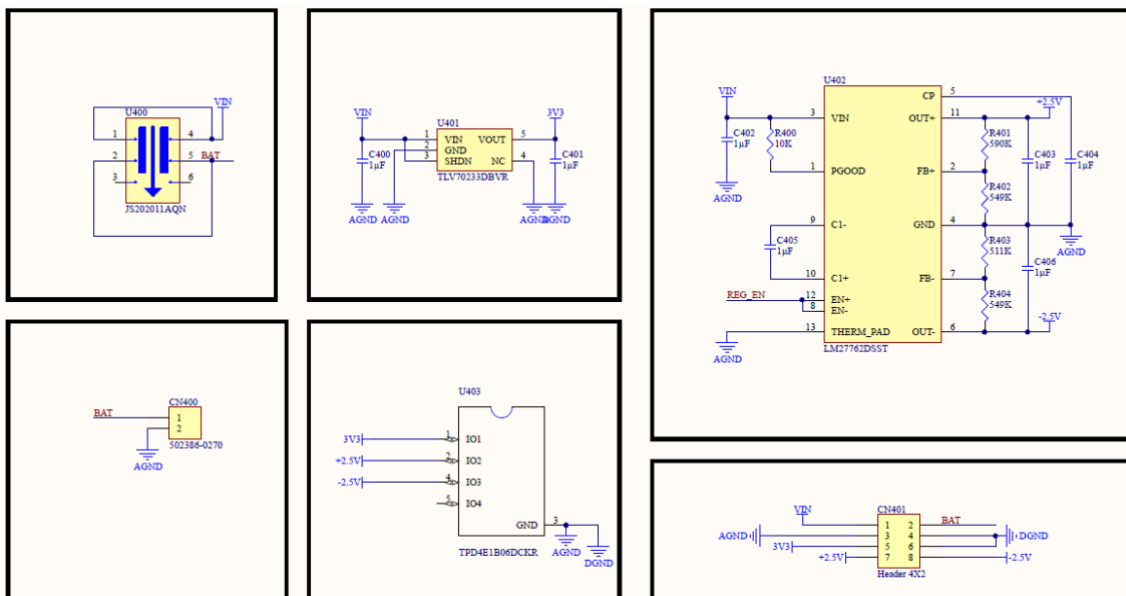 U400
VIN
1
4
2
5
BAT
3
6
JS202011AQN
VIN
U401
3V3
1
VIN
VOUT
5
2
GND
3
SHDN
NC
4
C400
1µF
C401
1µF
TLV70233DBVR
AGND
AGND
AGND
AGND
U402
CP
5
VIN
3
VIN
OUT+
11
+2.5V
C402
1µF
R400
10K
R401
590K
C403
1µF
C404
1µF
1
PGOOD
FB+
2
R402
549K
AGND
9
C1-
GND
4
AGND
C405
1µF
R403
511K
C406
1µF
10
C1+
FB-
7
REG_EN
12
EN+
8
EN-
R404
549K
-2.5V
13
THERM_PAD
OUT-
6
AGND
LM27762DSST
CN400
BAT
1
2
502386-0270
AGND
U403
3V3
1
IO1
+2.5V
2
IO2
-2.5V
4
IO3
5
IO4
GND
3
AGND
DGND
TPD4E1B06DCKR
CN401
VIN
1
2
BAT
AGND
3
4
DGND
3V3
5
6
+2.5V
7
8
-2.5V
Header 4X2